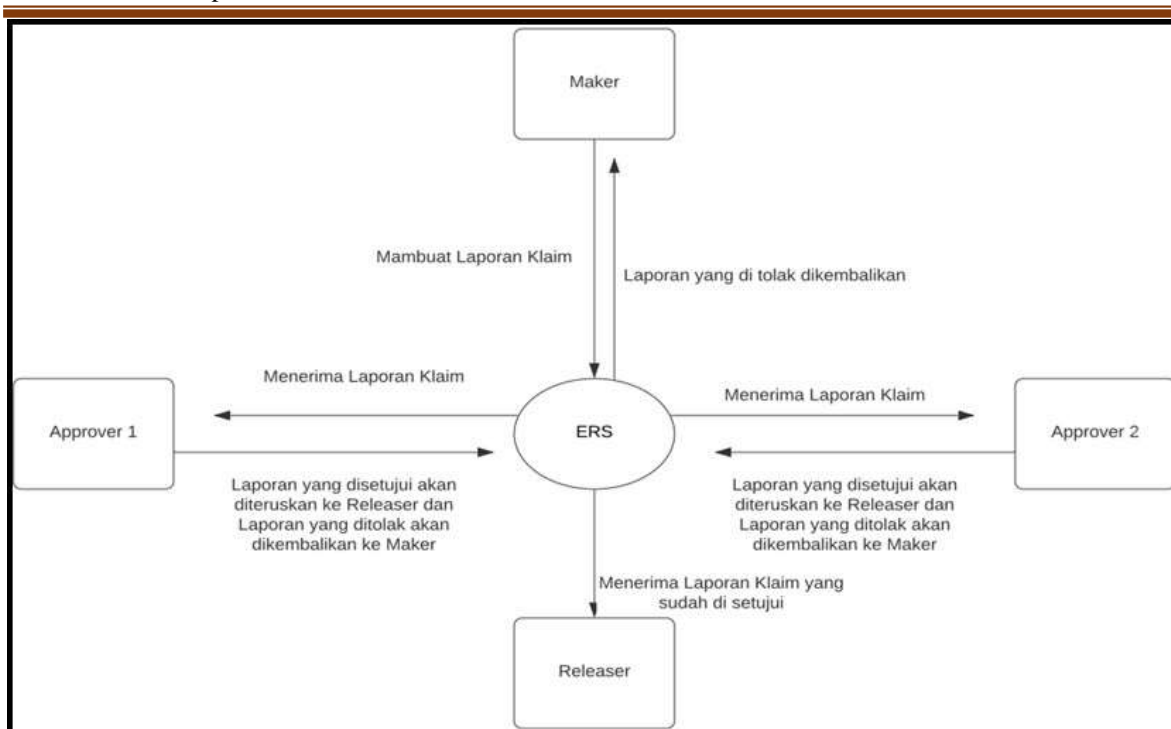 Maker
Mambuat Laporan Klaim
Laporan yang di tolak dikembalikan
Menerima Laporan Klaim
Menerima Laporan Klaim
Approver 1
ERS
Approver 2
Laporan yang disetujui akan
diteruskan ke Releaser dan
Laporan yang ditolak akan
dikembalikan ke Maker
Laporan yang disetujui akan
diteruskan ke Releaser dan
Laporan yang ditolak akan
dikembalikan ke Maker
Menerima Laporan Klaim yang
sudah di setujui
Releaser